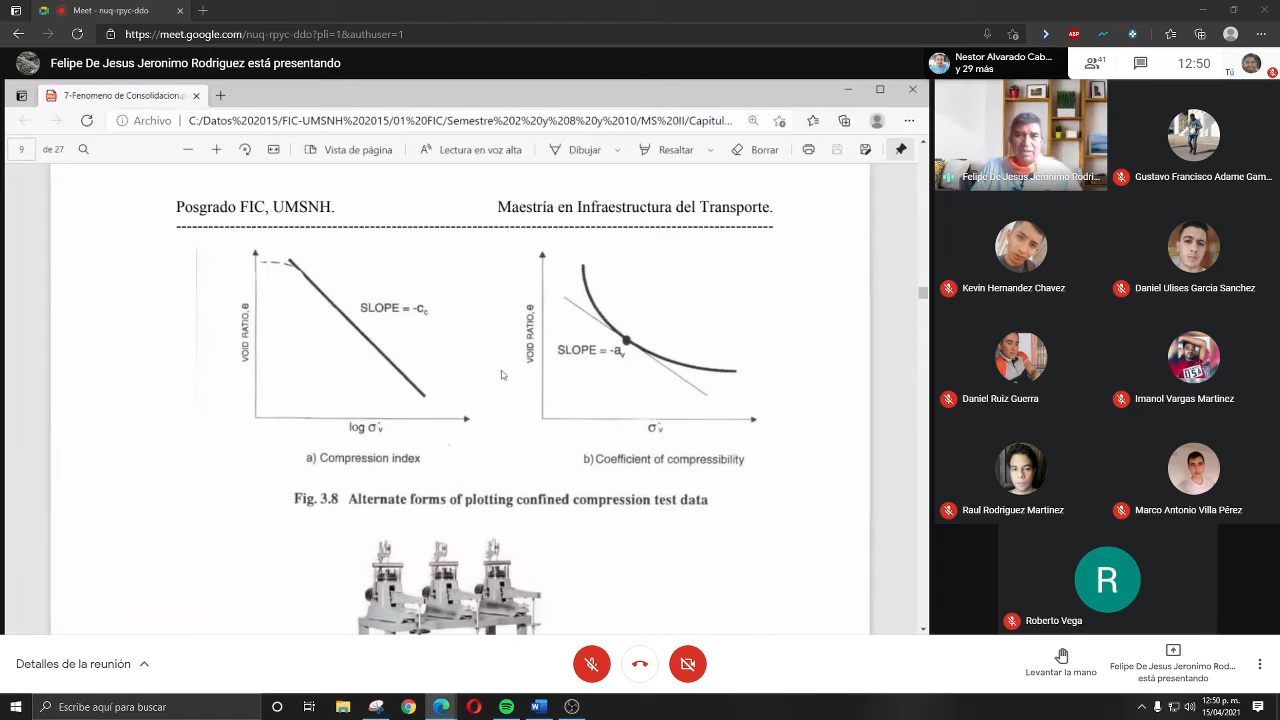 Meet - nuq-rpyc-ddo
https://meet.google.com/nuq-rpyc-ddo?pli=1&authuser=1
ABP
Felipe De Jesus Jeronimo Rodriguez está presentando
Nestor Alvarado Cab...
y 29 más
41
12:50
Tú
7-Fenomeno de Consolidacion.p
Archivo
C:/Datos%202015/FIC-UMSNH%202015/01%20FIC/Semestre%202%20y%208%20y%2010/MS%20II/Capitul...
9
de 27
Vista de página
Lectura en voz alta
Dibujar
Resaltar
Borrar
Posgrado FIC, UMSNH.
Maestría en Infraestructura del Transporte.
VOID RATIO, e
SLOPE = -Cc
log σ'v
a) Compression index
VOID RATIO, e
SLOPE = -av
σ'v
b) Coefficient of compressibility
Fig. 3.8 Alternate forms of plotting confined compression test data
Felipe De Jesus Jeronimo Rodri...
Gustavo Francisco Adame Gam...
Kevin Hernandez Chavez
Daniel Ulises Garcia Sanchez
Daniel Ruiz Guerra
USA
Imanol Vargas Martinez
Raul Rodriguez Martinez
Marco Antonio Villa Pérez
R
Roberto Vega
Detalles de la reunión
Levantar la mano
Felipe De Jesus Jeronimo Rod...
está presentando
Escribe aquí para buscar
12:50 p. m.
15/04/2021